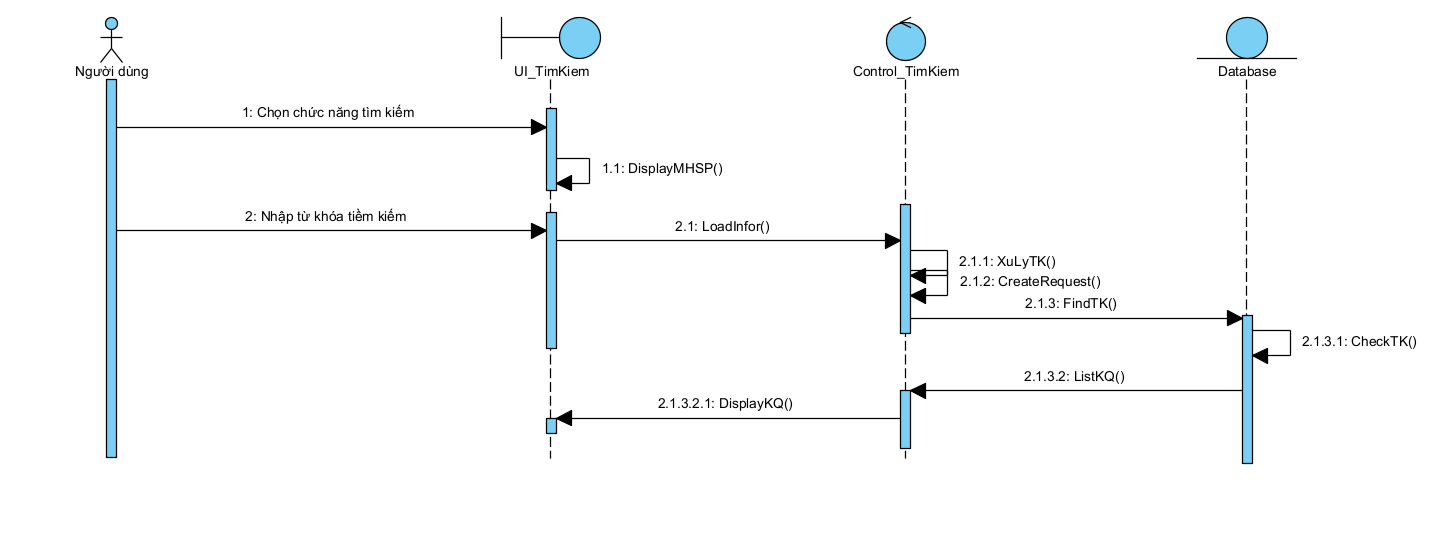 Người dùng
UI_TimKiem
Control_TimKiem
Database
1: Chọn chức năng tìm kiếm
1.1: DisplayMHSP()
2: Nhập từ khóa tiềm kiếm
2.1: LoadInfor()
2.1.1: XuLyTK()
2.1.2: CreateRequest()
2.1.3: FindTK()
2.1.3.1: CheckTK()
2.1.3.2: ListKQ()
2.1.3.2.1: DisplayKQ()